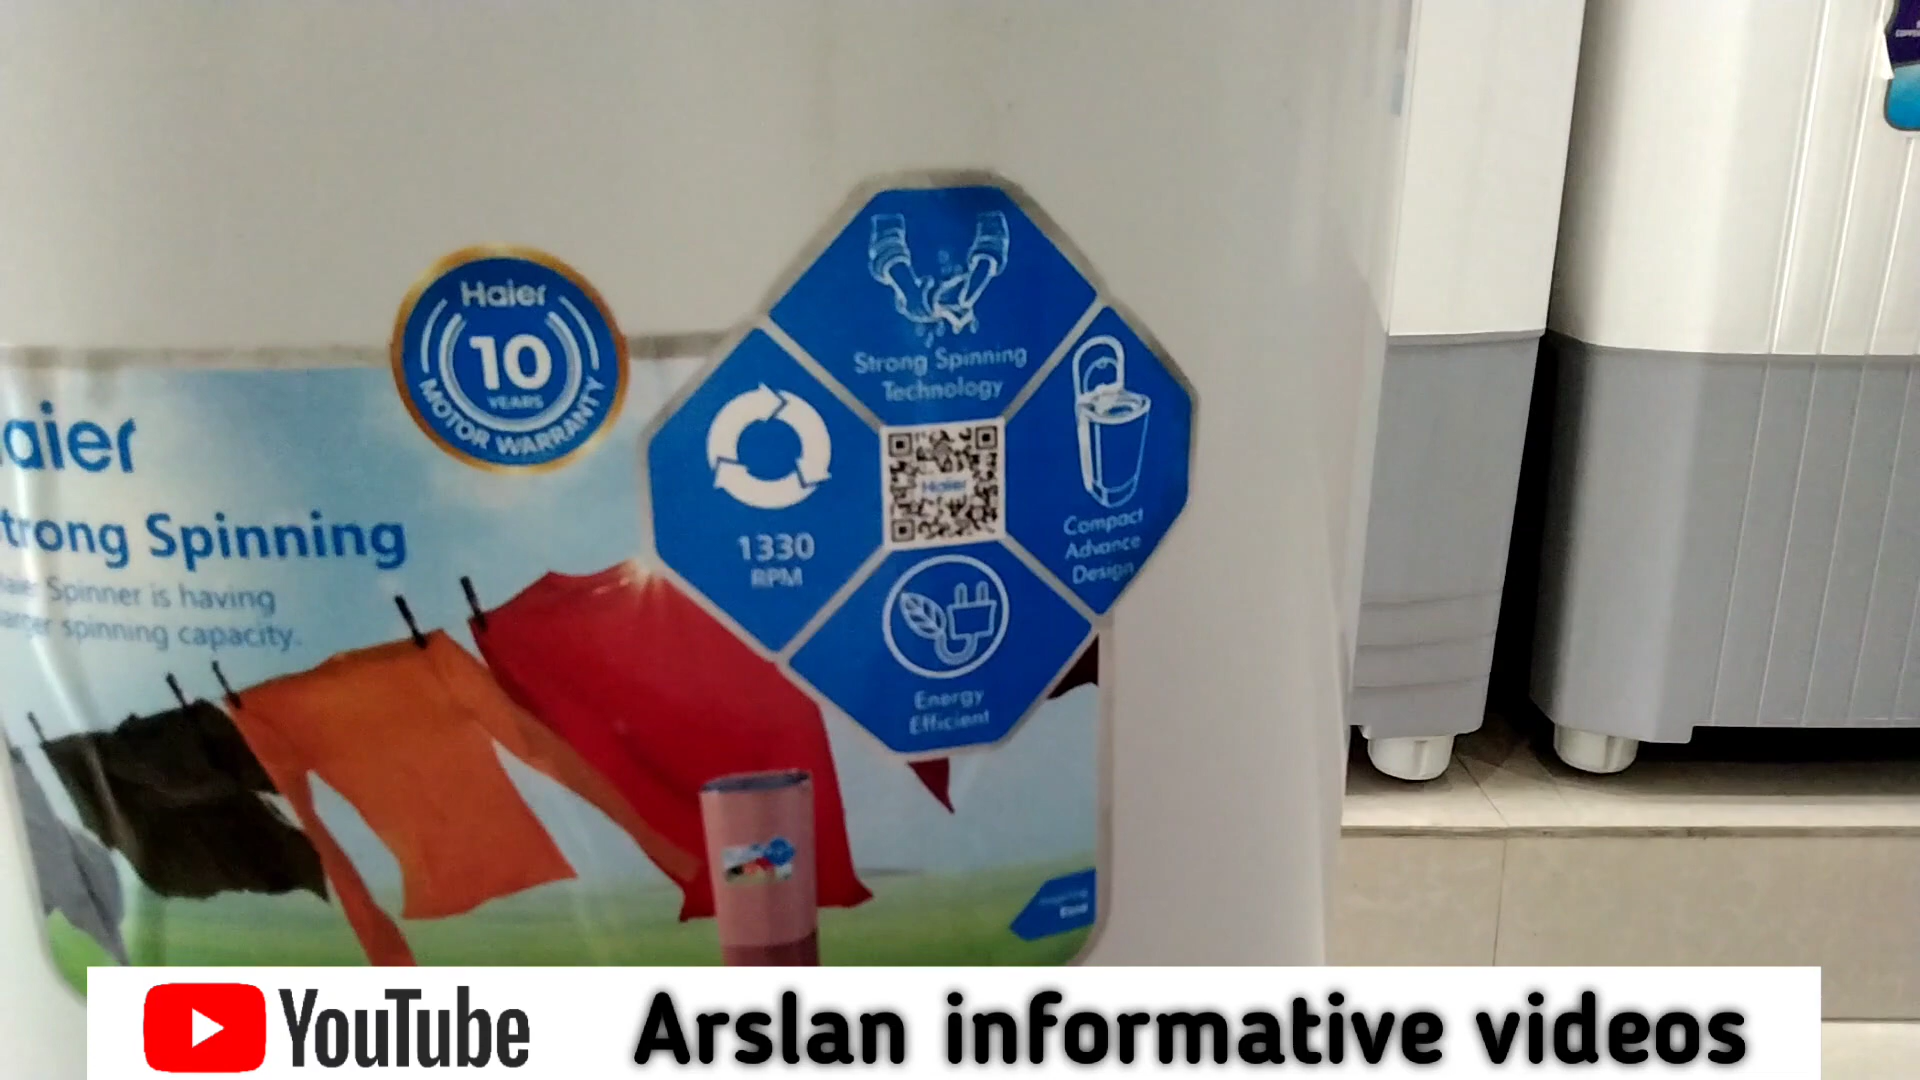 Haier
10
YEARS
MOTOR WARRANTY
aier
trong Spinning
Spinner is having
spinning capacity.
Strong Spinning
Technology
1330
RPM
Haier
Compact
Advance
Design
Energy
Efficient
YouTube
Arslan informative videos